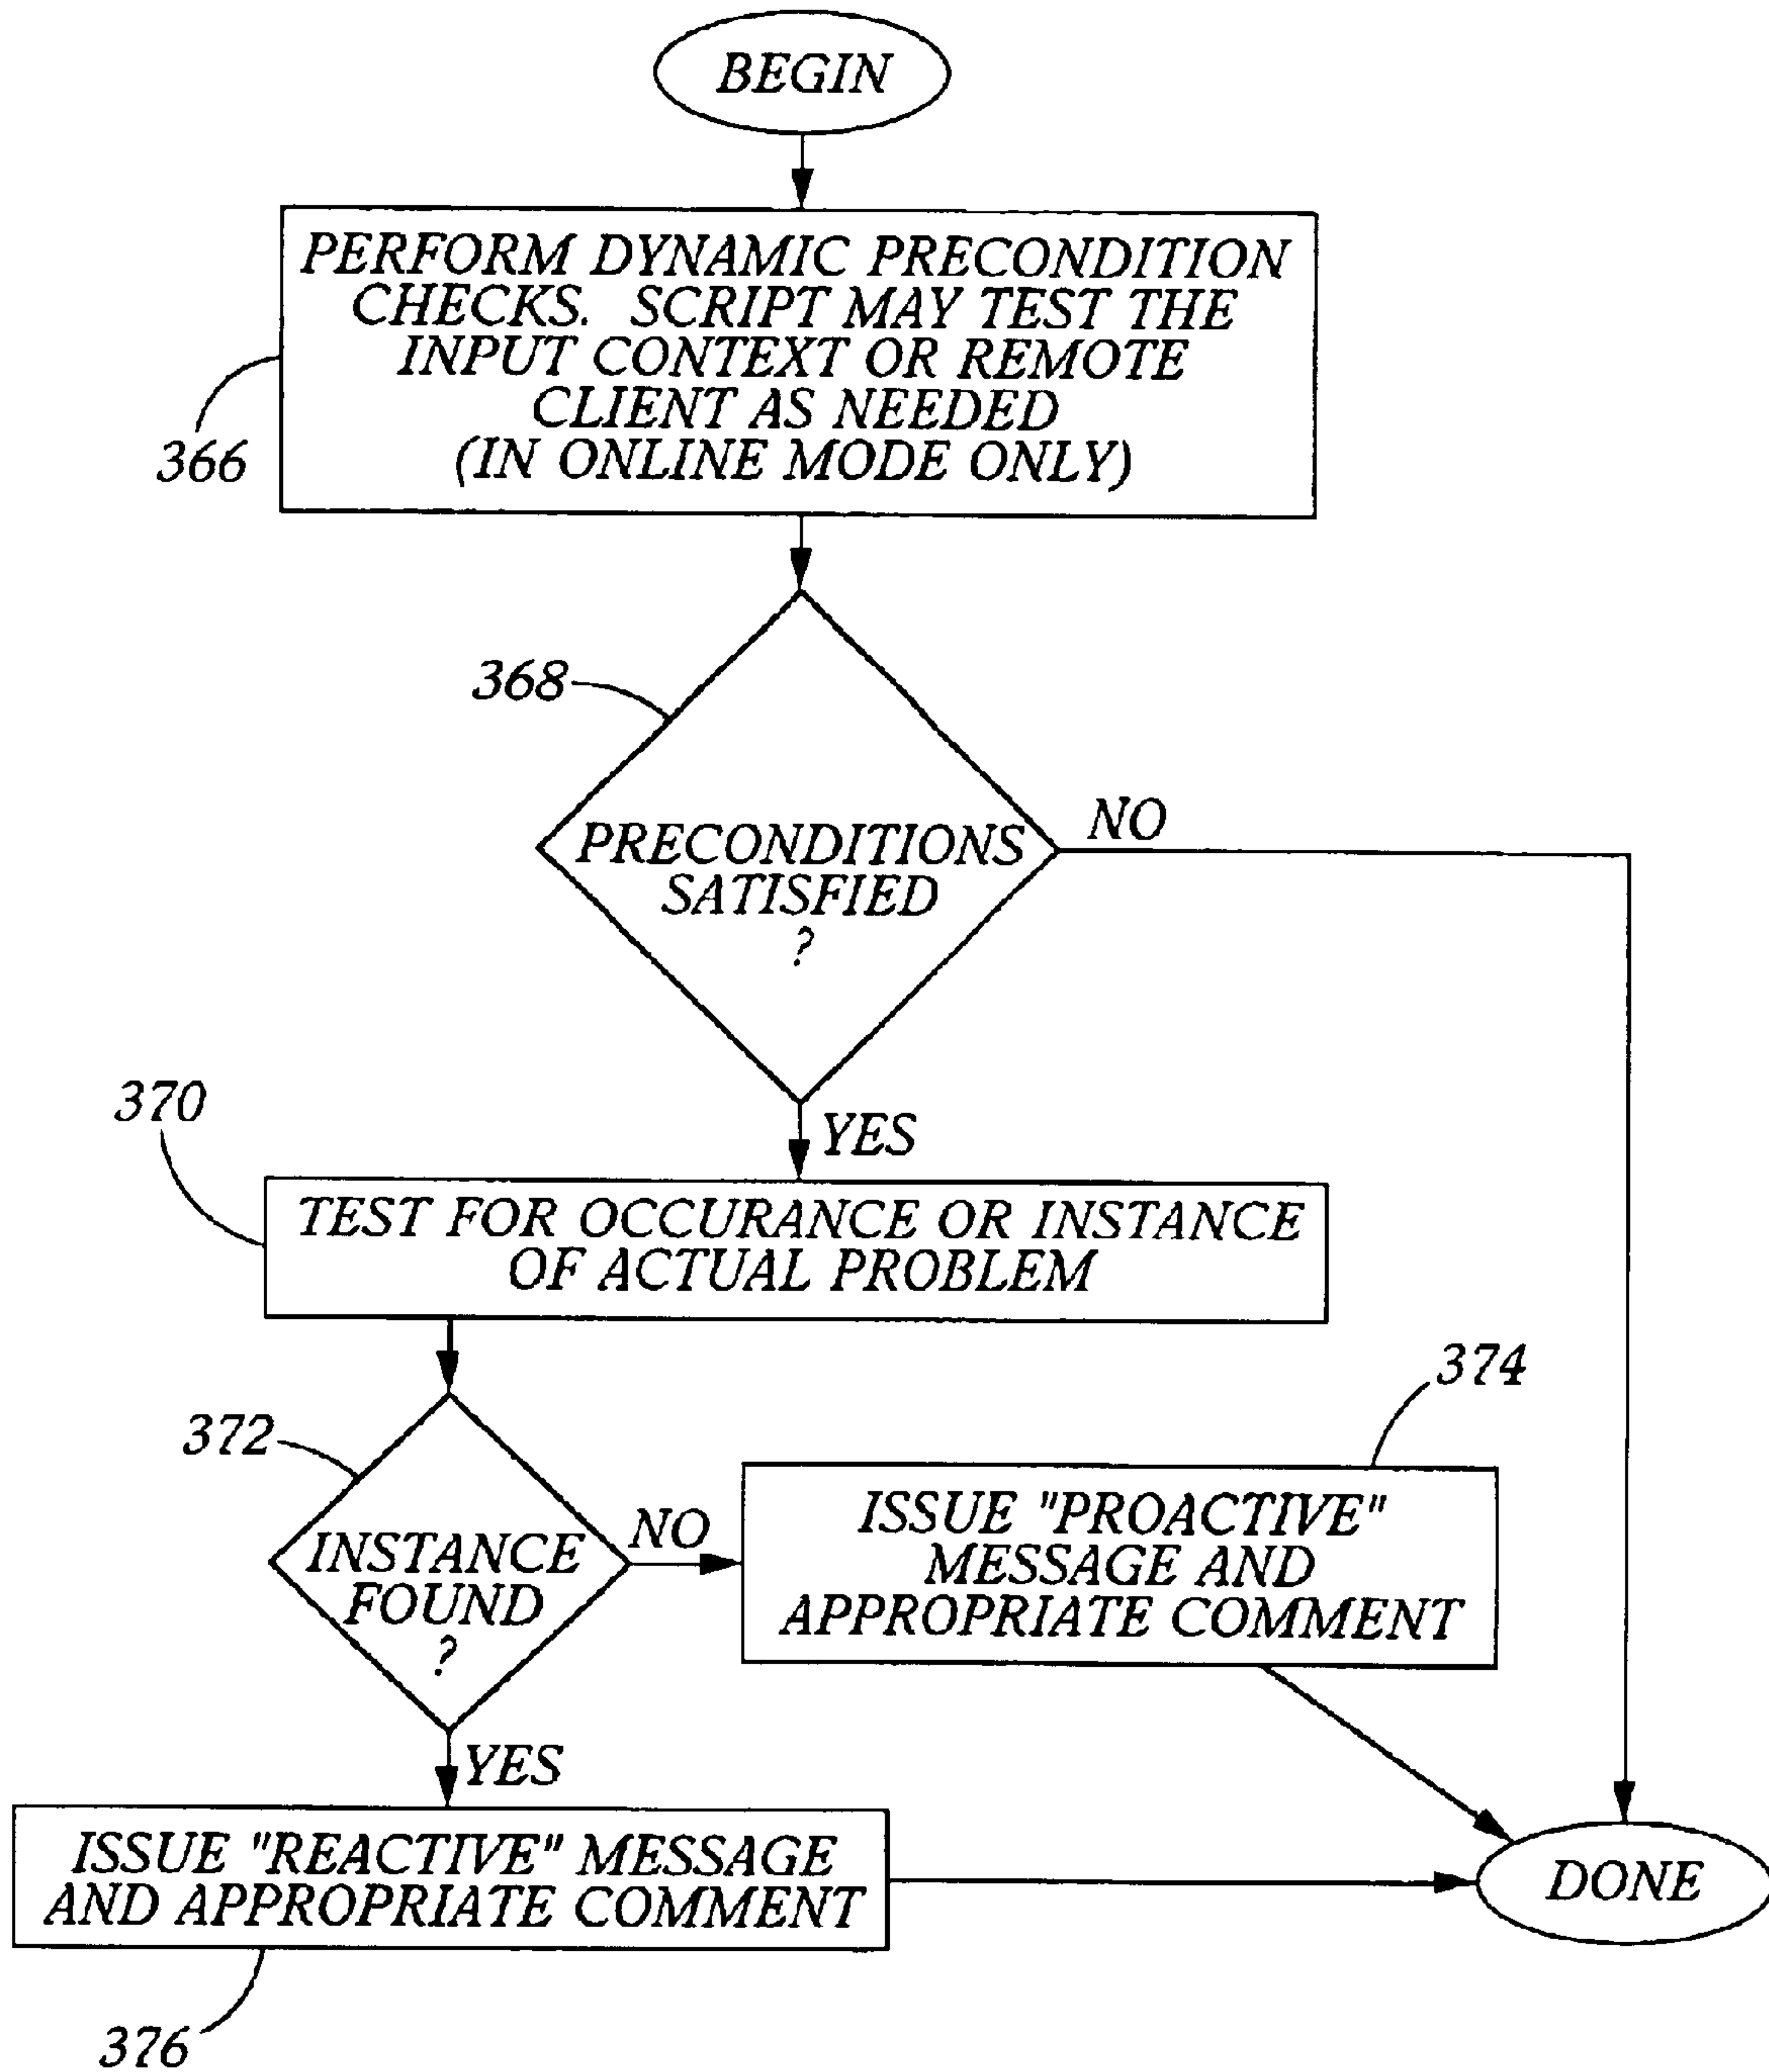 BEGIN
PERFORM DYNAMIC PRECONDITION
CHECKS. SCRIPT MAY TEST THE
INPUT CONTEXT OR REMOTE
CLIENT AS NEEDED
(IN ONLINE MODE ONLY)
366
368
PRECONDITIONS
SATISFIED
?
NO
YES
370
TEST FOR OCCURANCE OR INSTANCE
OF ACTUAL PROBLEM
372
INSTANCE
FOUND
?
NO
374
ISSUE "PROACTIVE"
MESSAGE AND
APPROPRIATE COMMENT
YES
ISSUE "REACTIVE" MESSAGE
AND APPROPRIATE COMMENT
376
DONE